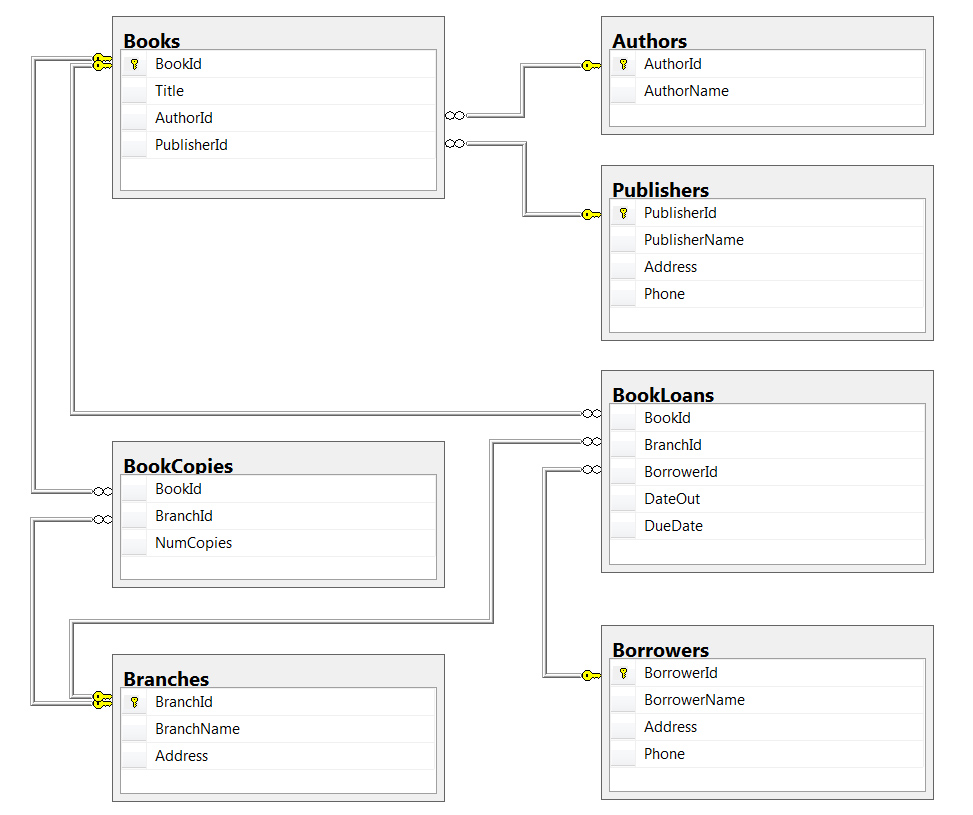 Books
BookId
Title
AuthorId
PublisherId
Authors
AuthorId
AuthorName
Publishers
PublisherId
PublisherName
Address
Phone
BookLoans
BookId
BranchId
BorrowerId
DateOut
DueDate
BookCopies
BookId
BranchId
NumCopies
Branches
BranchId
BranchName
Address
Borrowers
BorrowerId
BorrowerName
Address
Phone